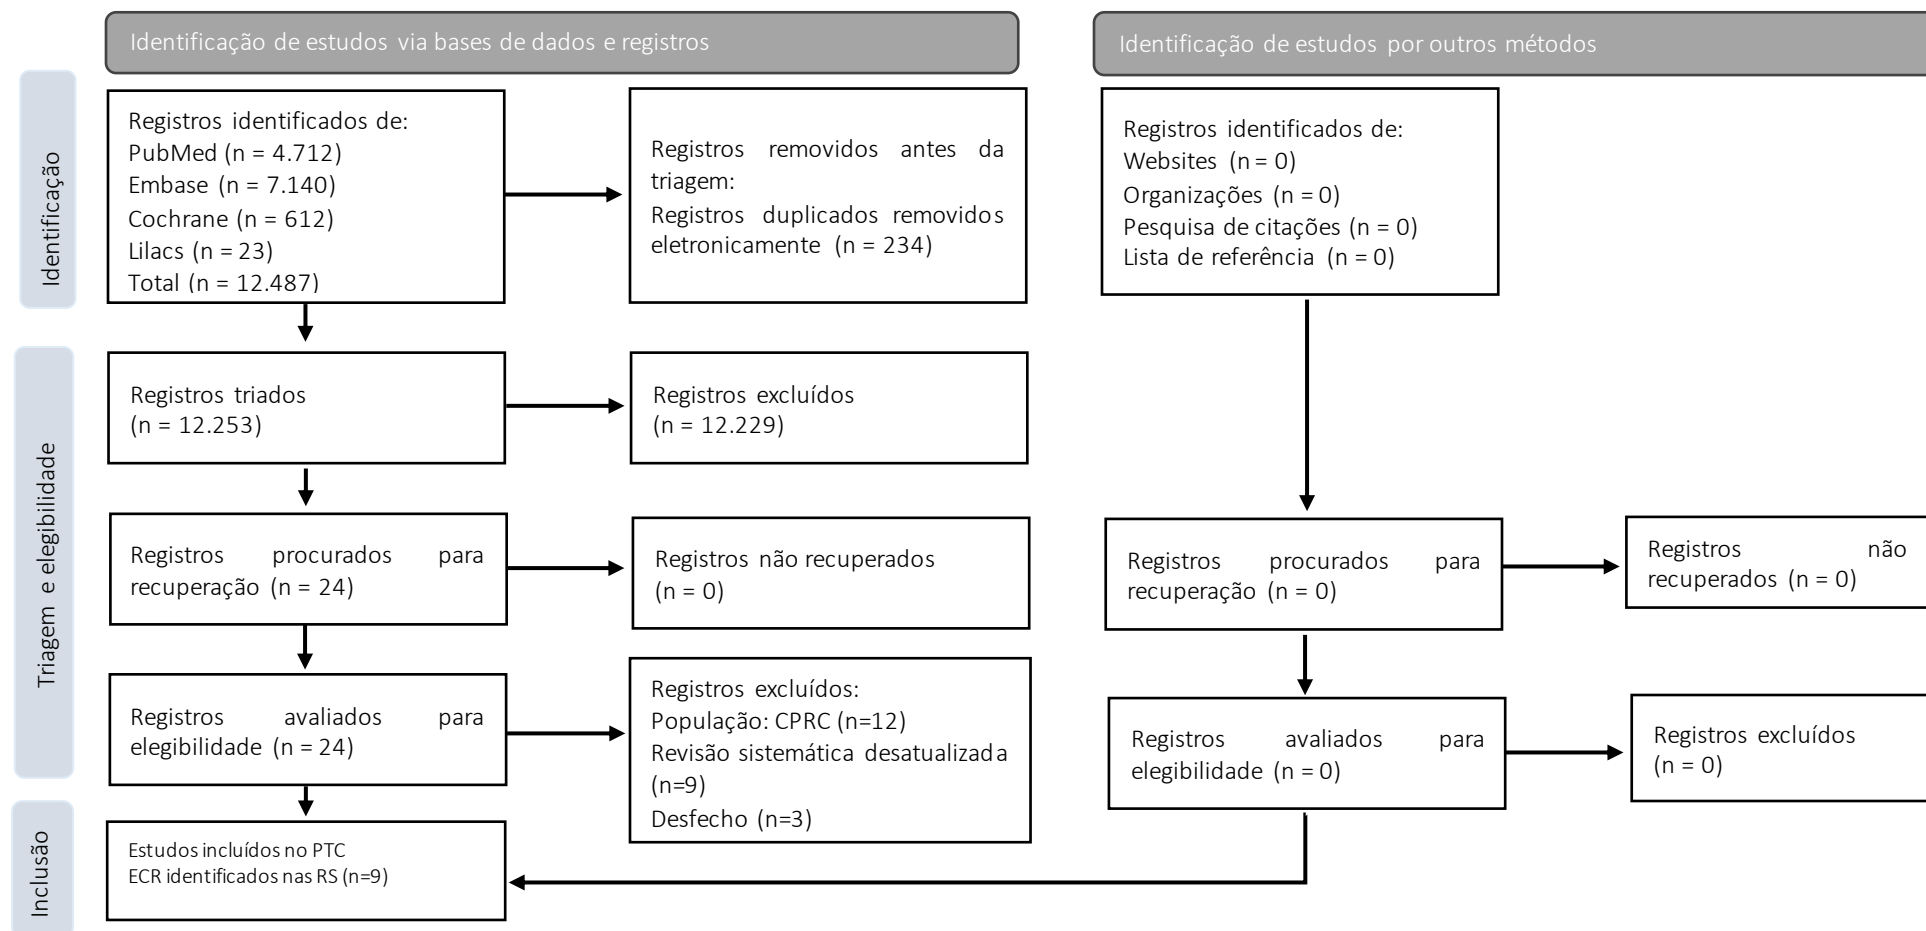 Identificação de estudos via bases de dados e registros
Identificação de estudos por outros métodos
Identificação
Registros identificados de:
PubMed (n = 4.712)
Embase (n = 7.140)
Cochrane (n = 612)
Lilacs (n = 23)
Total (n = 12.487)
Registros removidos antes da
triagem:
Registros duplicados removidos
eletronicamente (n = 234)
Registros identificados de:
Websites (n = 0)
Organizações (n = 0)
Pesquisa de citações (n = 0)
Lista de referência (n = 0)
Triagem e elegibilidade
Registros triados
(n = 12.253)
Registros excluídos
(n = 12.229)
Registros procurados para
recuperação (n = 24)
Registros não recuperados
(n = 0)
Registros procurados para
recuperação (n = 0)
Registros não
recuperados (n = 0)
Registros avaliados para
elegibilidade (n = 24)
Registros excluídos:
População: CPRC (n=12)
Revisão sistemática desatualizada
(n=9)
Desfecho (n=3)
Registros avaliados para
elegibilidade (n = 0)
Registros excluídos
(n = 0)
Inclusão
Estudos incluídos no PTC
ECR identificados nas RS (n=9)